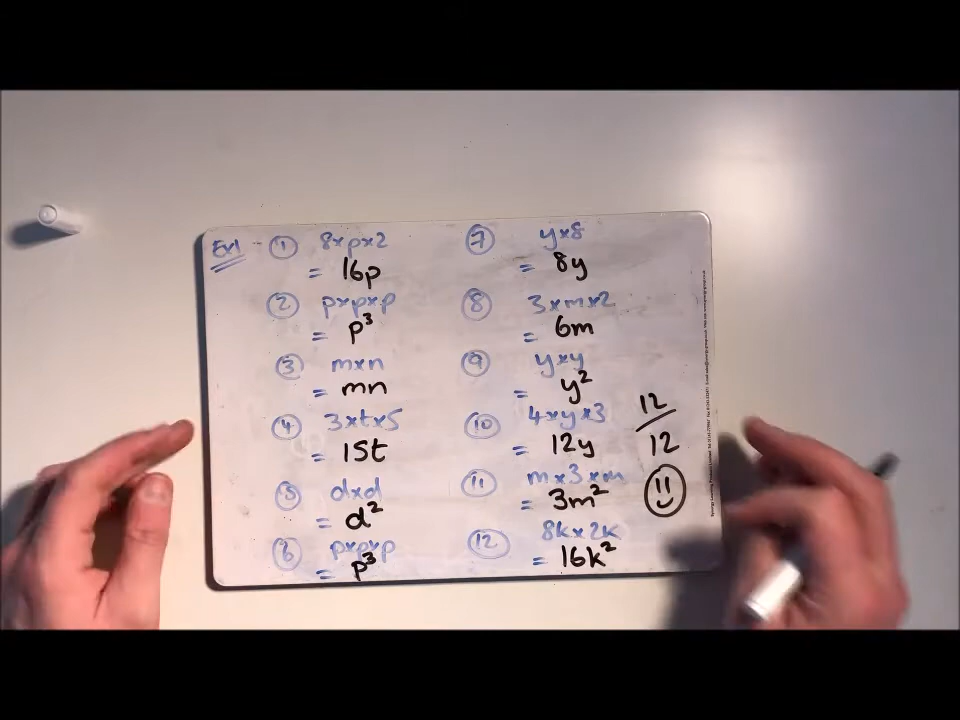 Ex1
① 8×p×2
= 16p
② p×p×p
= p³
③ m×n
= mn
④ 3×t×5
= 15t
⑤ d×d
= d²
⑥ p×p×p
= p³
⑦ y×8
= 8y
⑧ 3×m×2
= 6m
⑨ y×y
= y²
⑩ 4×y×3
= 12y
⑪ m×3×m
= 3m²
⑫ 8k×2k
= 16k²
12
12